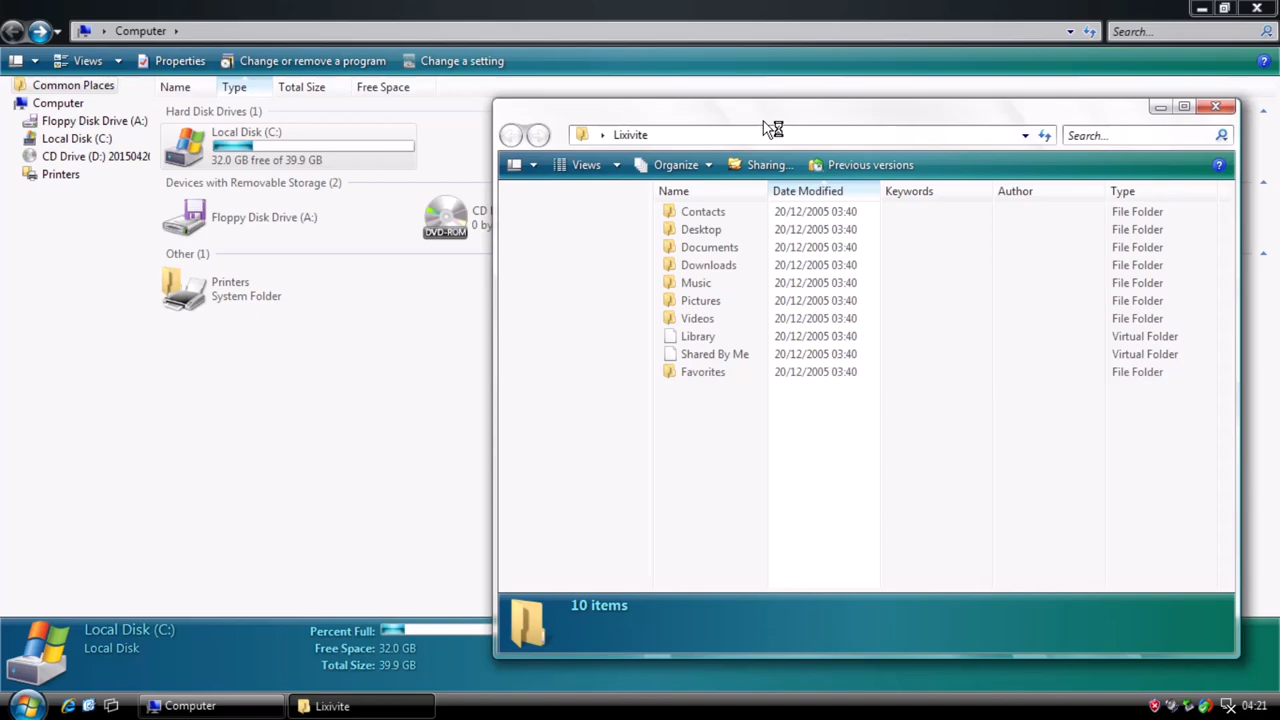 Computer
Search...
Views
Properties
Change or remove a program
Change a setting
Common Places
Computer
Floppy Disk Drive (A:)
Local Disk (C:)
CD Drive (D:) 2015042
Printers
Name Type Total Size Free Space
Hard Disk Drives (1)
Local Disk (C:)
32.0 GB free of 39.9 GB
Devices with Removable Storage (2)
Floppy Disk Drive (A:)
CD
0 by
DVD-ROM
Other (1)
Printers
System Folder
Lixivite
Search...
Views Organize Sharing... Previous versions
Name Date Modified Keywords Author Type
Contacts 20/12/2005 03:40 File Folder
Desktop 20/12/2005 03:40 File Folder
Documents 20/12/2005 03:40 File Folder
Downloads 20/12/2005 03:40 File Folder
Music 20/12/2005 03:40 File Folder
Pictures 20/12/2005 03:40 File Folder
Videos 20/12/2005 03:40 File Folder
Library 20/12/2005 03:40 Virtual Folder
Shared By Me 20/12/2005 03:40 Virtual Folder
Favorites 20/12/2005 03:40 File Folder
10 items
Local Disk (C:)
Local Disk
Percent Full:
Free Space: 32.0 GB
Total Size: 39.9 GB
Computer
Lixivite
04:21